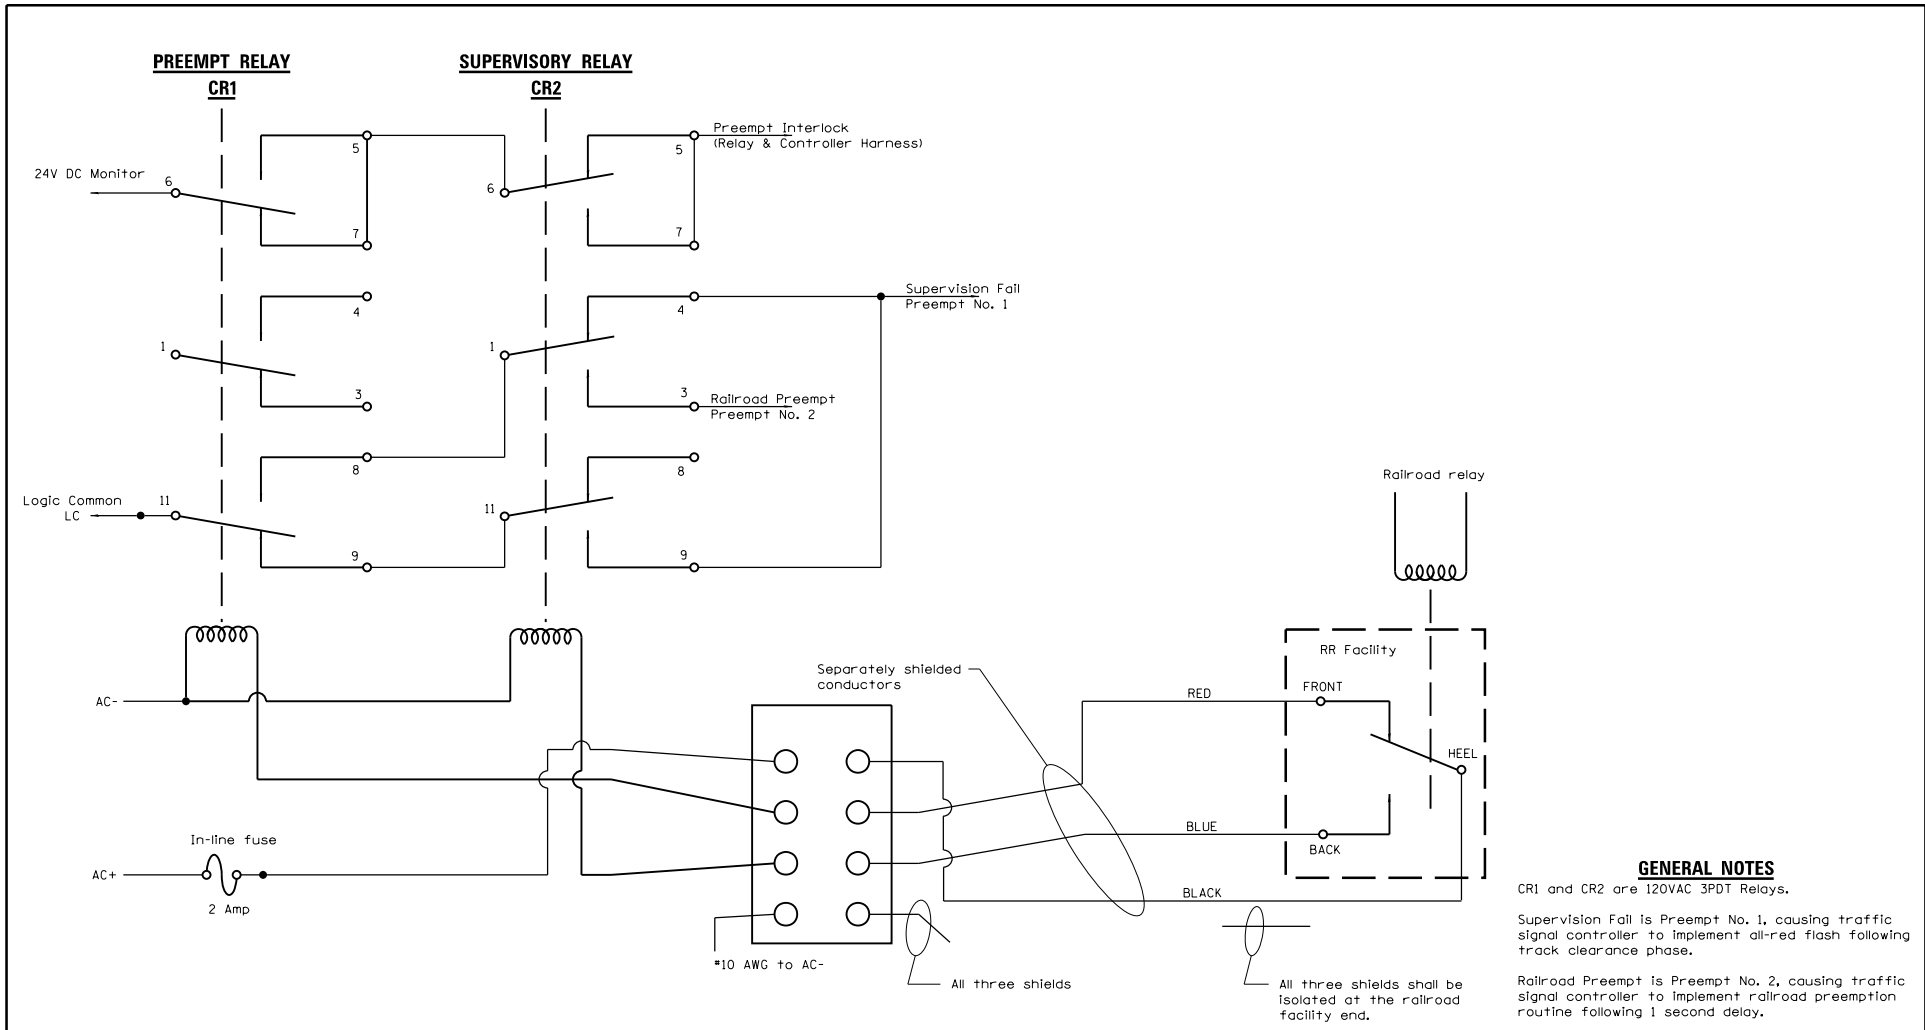 PREEMPT RELAY
CR1
SUPERVISORY RELAY
CR2
24V DC Monitor
6
5
7
6
5
7
Preempt Interlock
(Relay & Controller Harness)
1
4
3
1
4
3
Supervision Fail
Preempt No. 1
Railroad Preempt
Preempt No. 2
Logic Common
LC
11
8
9
11
8
9
Railroad relay
RR Facility
FRONT
HEEL
BACK
RED
BLUE
BLACK
Separately shielded
conductors
AC-
In-line fuse
AC+
2 Amp
#10 AWG to AC-
All three shields
All three shields shall be
isolated at the railroad
facility end.
GENERAL NOTES
CR1 and CR2 are 120VAC 3PDT Relays.
Supervision Fail is Preempt No. 1, causing traffic
signal controller to implement all-red flash following
track clearance phase.
Railroad Preempt is Preempt No. 2, causing traffic
signal controller to implement railroad preemption
routine following 1 second delay.